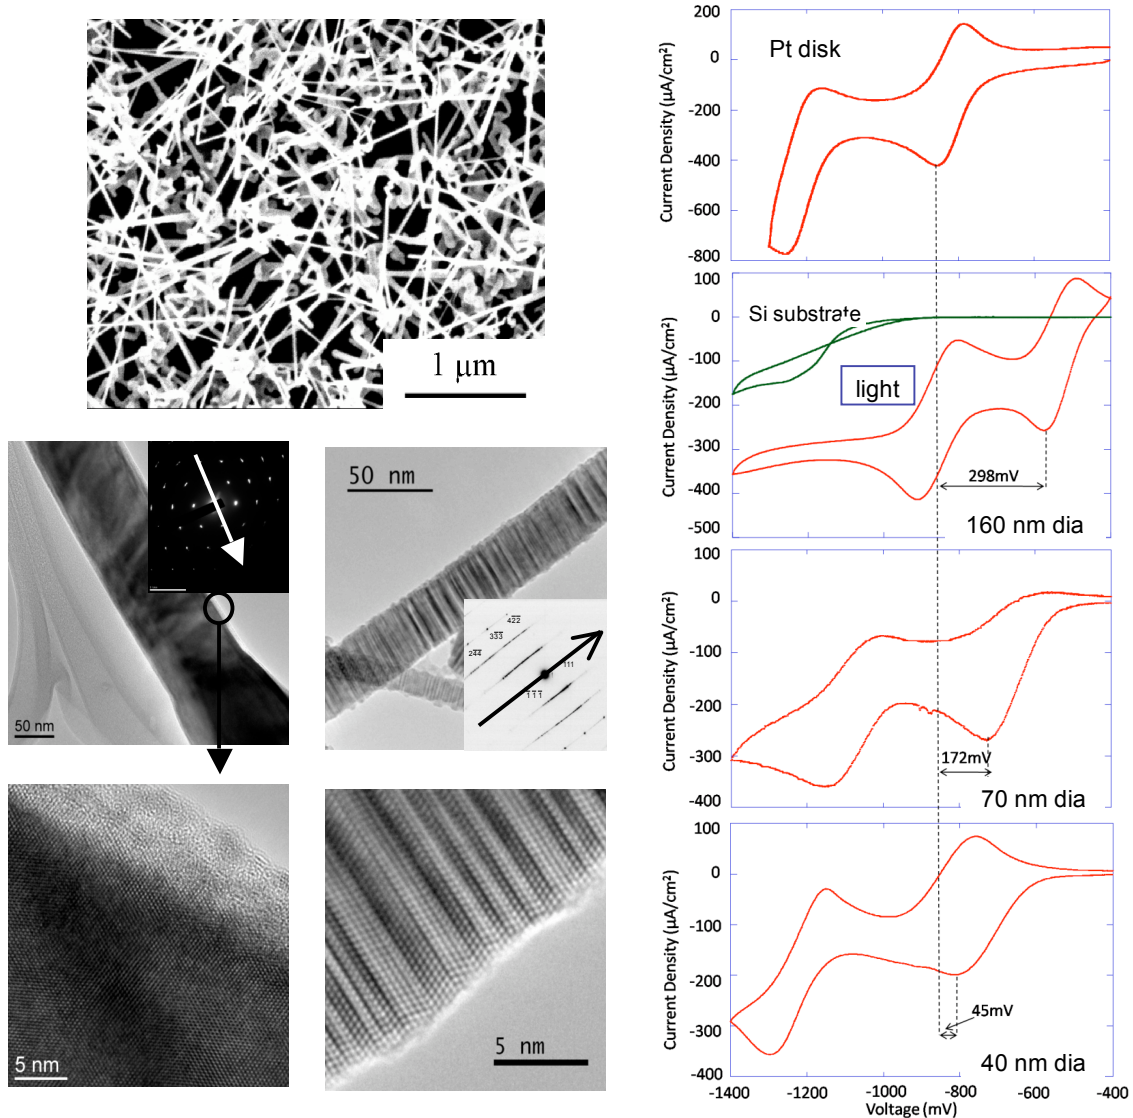 1 µm
50 nm
50 nm
4̅2̅2̅
3̅3̅3̅
2̅4̅4̅
111
1̅ 1̅ 1̅
5 nm
5 nm
Pt disk
Current Density (µA/cm²)
200
0
-200
-400
-600
-800
Si substrate
light
298mV
160 nm dia
Current Density (µA/cm²)
100
0
-100
-200
-300
-400
-500
172mV
70 nm dia
Current Density (µA/cm²)
100
0
-100
-200
-300
-400
45mV
40 nm dia
Current Density (µA/cm²)
100
0
-100
-200
-300
-400
-1400
-1200
-1000
-800
-600
-400
Voltage (mV)